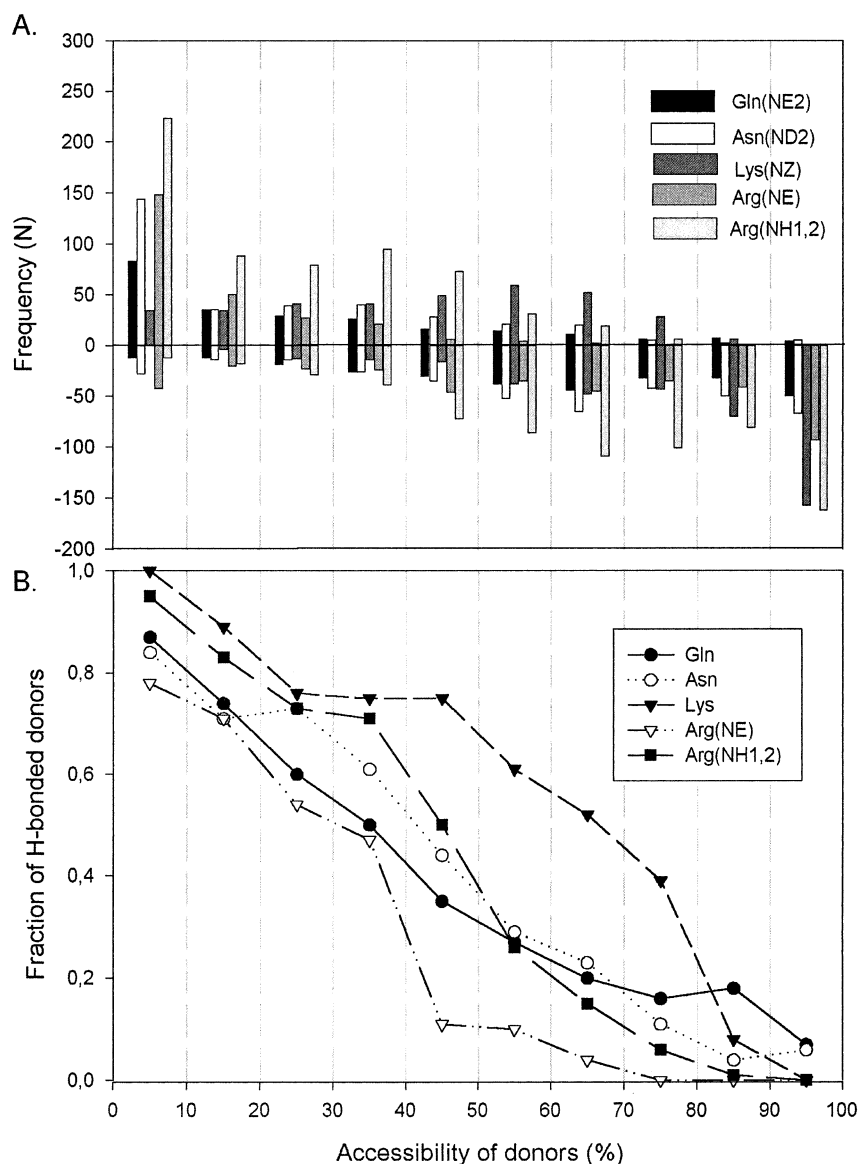 A.
300
250
200
150
100
50
0
-50
-100
-150
-200
Frequency (N)
Gln(NE2)
Asn(ND2)
Lys(NZ)
Arg(NE)
Arg(NH1,2)
B.
1,0
0,8
0,6
0,4
0,2
0,0
Fraction of H-bonded donors
Gln
Asn
Lys
Arg(NE)
Arg(NH1,2)
0 10 20 30 40 50 60 70 80 90 100
Accessibility of donors (%)